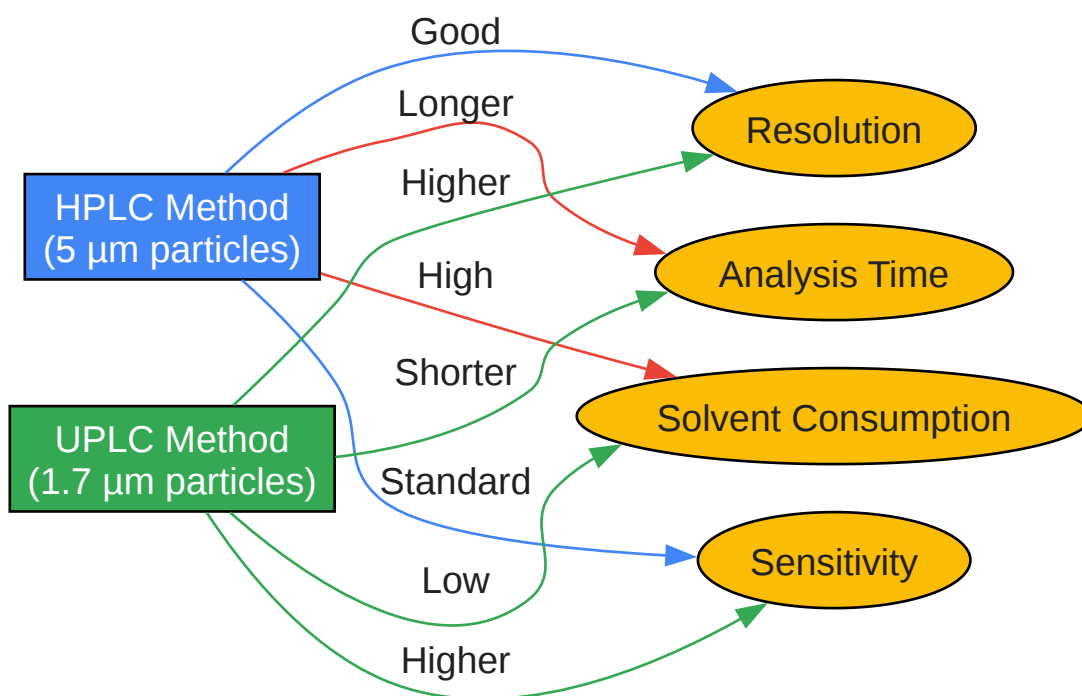 Good
Longer
Resolution
Higher
HPLC Method
(5 µm particles)
High
Analysis Time
Shorter
Solvent Consumption
UPLC Method
(1.7 µm particles)
Standard
Sensitivity
Low
Higher